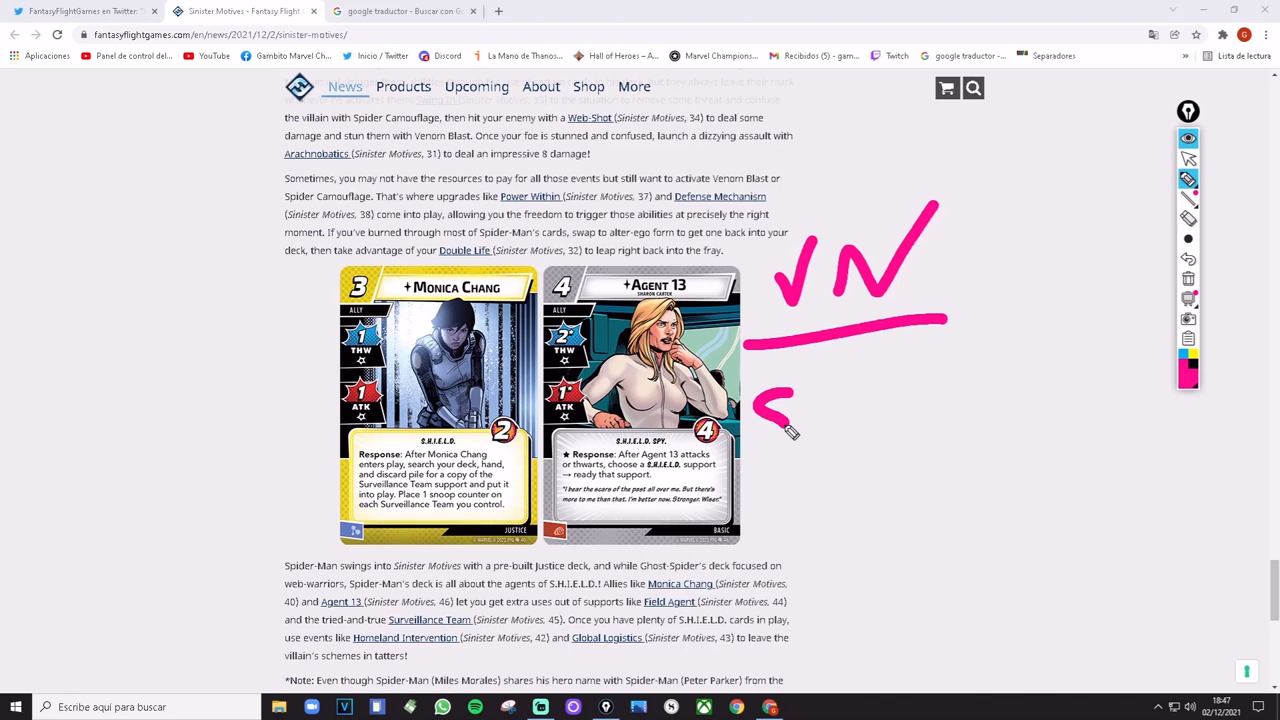 FantasyFlightGames en Twitter: "
Sinister Motives - Fantasy Flight
google traductor - Buscar con G
fantasyflightgames.com/en/news/2021/12/2/sinister-motives/
Aplicaciones
Panel de control del...
YouTube
Gambito Marvel Ch...
Inicio / Twitter
Discord
La Mano de Thanos...
Hall of Heroes – A...
Marvel Champions...
Recibidos (5) - gam...
Twitch
google traductor -...
Separadores
»
Lista de lectura
News
Products
Upcoming
About
Shop
More
the villain with Spider Camouflage, then hit your enemy with a Web-Shot (Sinister Motives, 34) to deal some
damage and stun them with Venom Blast. Once your foe is stunned and confused, launch a dizzying assault with
Arachnobatics (Sinister Motives, 31) to deal an impressive 8 damage!
Sometimes, you may not have the resources to pay for all those events but still want to activate Venom Blast or
Spider Camouflage. That's where upgrades like Power Within (Sinister Motives, 37) and Defense Mechanism
(Sinister Motives, 38) come into play, allowing you the freedom to trigger those abilities at precisely the right
moment. If you've burned through most of Spider-Man's cards, swap to alter-ego form to get one back into your
deck, then take advantage of your Double Life (Sinister Motives, 32) to leap right back into the fray.
3
MONICA CHANG
ALLY
1
THW
1
ATK
2
S.H.I.E.L.D.
Response: After Monica Chang
enters play, search your deck, hand,
and discard pile for a copy of the
Surveillance Team support and put it
into play. Place 1 snoop counter on
each Surveillance Team you control.
JUSTICE
4
AGENT 13
SHARON CARTER
ALLY
2
THW
1
ATK
4
S.H.I.E.L.D. SPY.
★ Response: After Agent 13 attacks
or thwarts, choose a S.H.I.E.L.D. support
→ ready that support.
"I bear the scars of the past all over me. But there's
more to me than that. I'm better now. Stronger. Wiser."
BASIC
Spider-Man swings into Sinister Motives with a pre-built Justice deck, and while Ghost-Spider's deck focused on
web-warriors, Spider-Man's deck is all about the agents of S.H.I.E.L.D.! Allies like Monica Chang (Sinister Motives,
40) and Agent 13 (Sinister Motives, 46) let you get extra uses out of supports like Field Agent (Sinister Motives, 44)
and the tried-and-true Surveillance Team (Sinister Motives, 45). Once you have plenty of S.H.I.E.L.D. cards in play,
use events like Homeland Intervention (Sinister Motives, 42) and Global Logistics (Sinister Motives, 43) to leave the
villain's schemes in tatters!
*Note: Even though Spider-Man (Miles Morales) shares his hero name with Spider-Man (Peter Parker) from the
Escribe aquí para buscar
18:47
02/12/2021